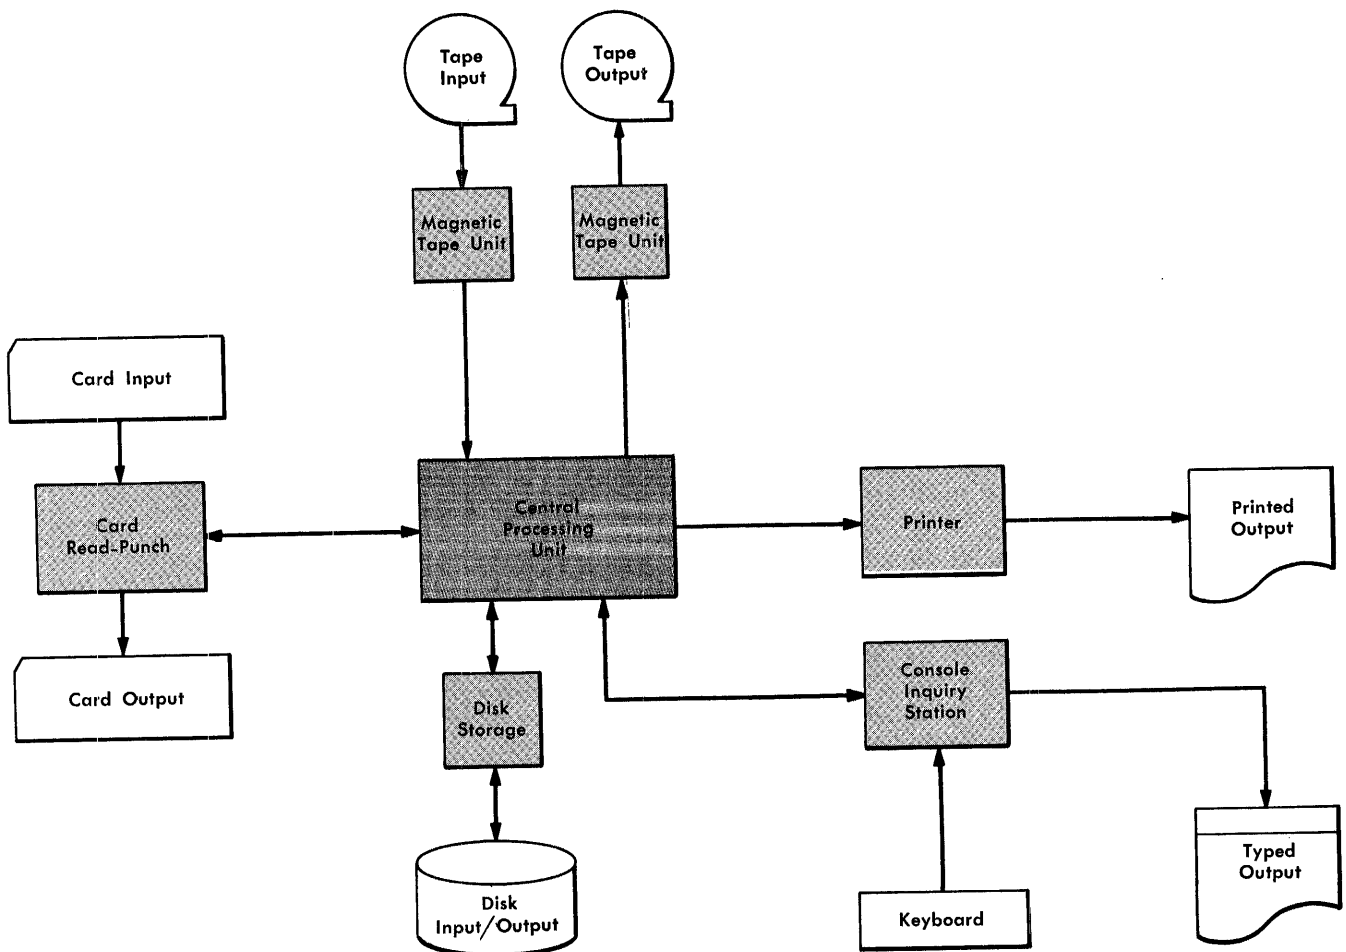 Tape
Input
Tape
Output
Magnetic
Tape Unit
Magnetic
Tape Unit
Card Input
Card
Read-Punch
Card Output
Central
Processing
Unit
Printer
Printed
Output
Disk
Storage
Console
Inquiry
Station
Disk
Input/Output
Keyboard
Typed
Output